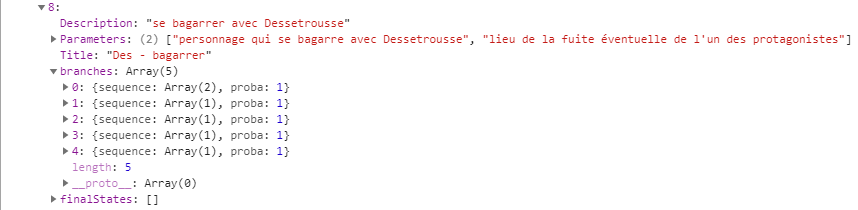 ▼8:
Description: "se bagarrer avec Dessetrousse"
▶Parameters: (2) ["personnage qui se bagarre avec Dessetrousse", "lieu de la fuite éventuelle de l'un des protagonistes"]
Title: "Des - bagarrer"
▼branches: Array(5)
▶0: {sequence: Array(2), proba: 1}
▶1: {sequence: Array(1), proba: 1}
▶2: {sequence: Array(1), proba: 1}
▶3: {sequence: Array(1), proba: 1}
▶4: {sequence: Array(1), proba: 1}
length: 5
▶__proto__: Array(0)
▶finalStates: []